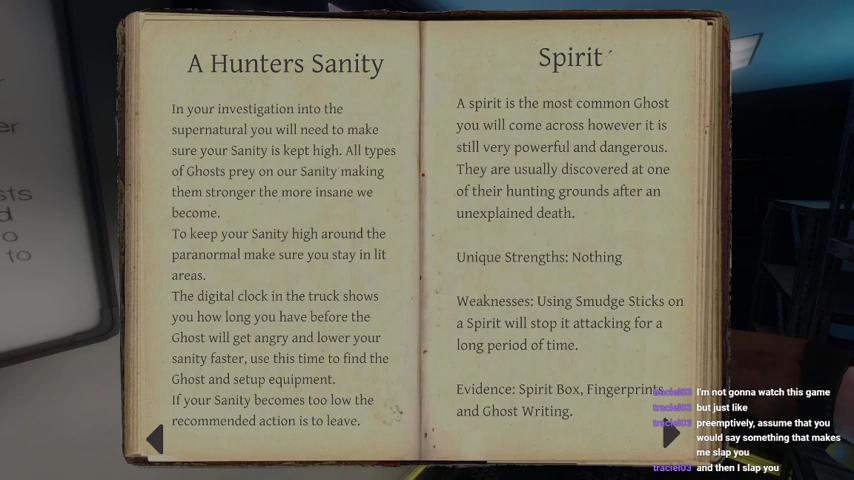 er
sts
d
o
to
A Hunters Sanity
In your investigation into the
supernatural you will need to make
sure your Sanity is kept high. All types
of Ghosts prey on our Sanity making
them stronger the more insane we
become.
To keep your Sanity high around the
paranormal make sure you stay in lit
areas.
The digital clock in the truck shows
you how long you have before the
Ghost will get angry and lower your
sanity faster, use this time to find the
Ghost and setup equipment.
If your Sanity becomes too low the
recommended action is to leave.
Spirit
A spirit is the most common Ghost
you will come across however it is
still very powerful and dangerous.
They are usually discovered at one
of their hunting grounds after an
unexplained death.
Unique Strengths: Nothing
Weaknesses: Using Smudge Sticks on
a Spirit will stop it attacking for a
long period of time.
Evidence: Spirit Box, Fingerprints
and Ghost Writing.
traciel03 I'm not gonna watch this game
traciel03 but just like
traciel03 preemptively, assume that you
would say something that makes
me slap you
traciel03 and then I slap you